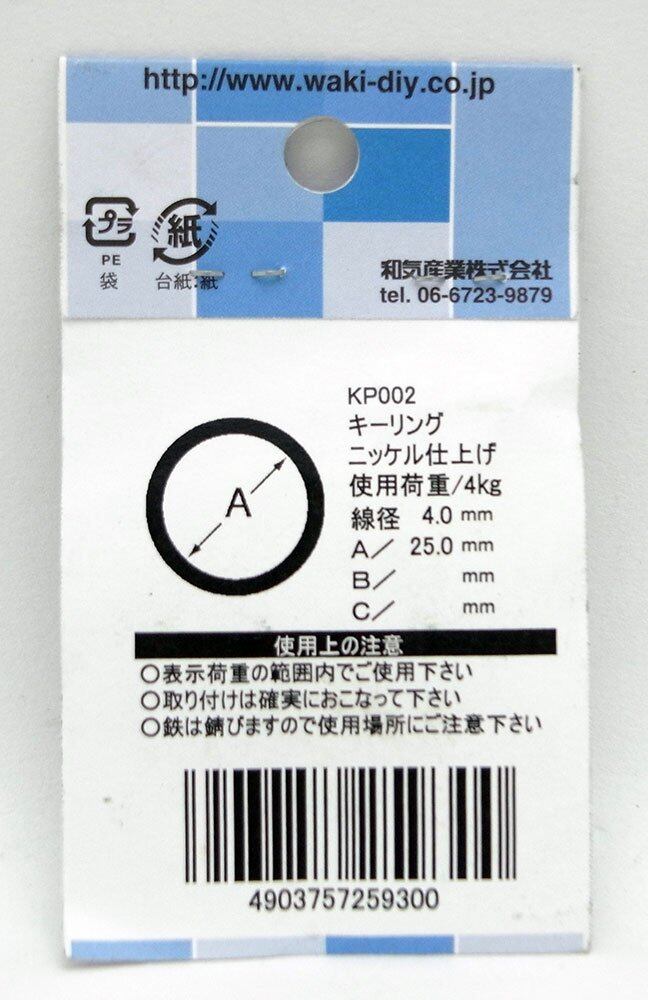 http://www.waki-diy.co.jp
プラ
PE
袋
紙
台紙:紙
和気産業株式会社
tel. 06-6723-9879
KP002
キーリング
ニッケル仕上げ
使用荷重/4kg
線径 4.0 mm
A/ 25.0 mm
B/ mm
C/ mm
A
使用上の注意
○表示荷重の範囲内でご使用下さい
○取り付けは確実におこなって下さい
○鉄は錆びますので使用場所にご注意下さい
4903757259300